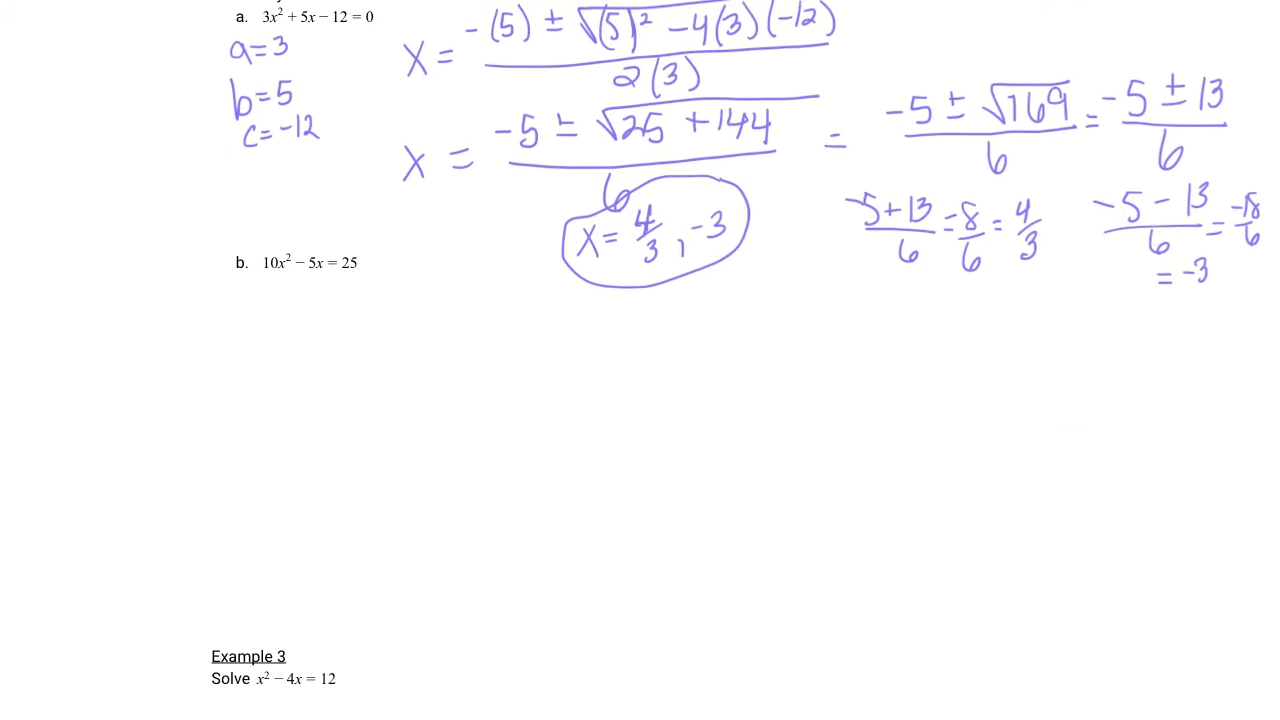 a. 3x² + 5x − 12 = 0
a = 3
b = 5
c = -12
x = -(5) ± √(5)² - 4(3)(-12) / 2(3)
x = -5 ± √25 + 144 / 6 = -5 ± √169 / 6 = -5 ± 13 / 6
-5 + 13 / 6 = 8/6 = 4/3
-5 - 13 / 6 = -18/6
= -3
x = 4/3, -3
b. 10x² − 5x = 25
Example 3
Solve x² − 4x = 12